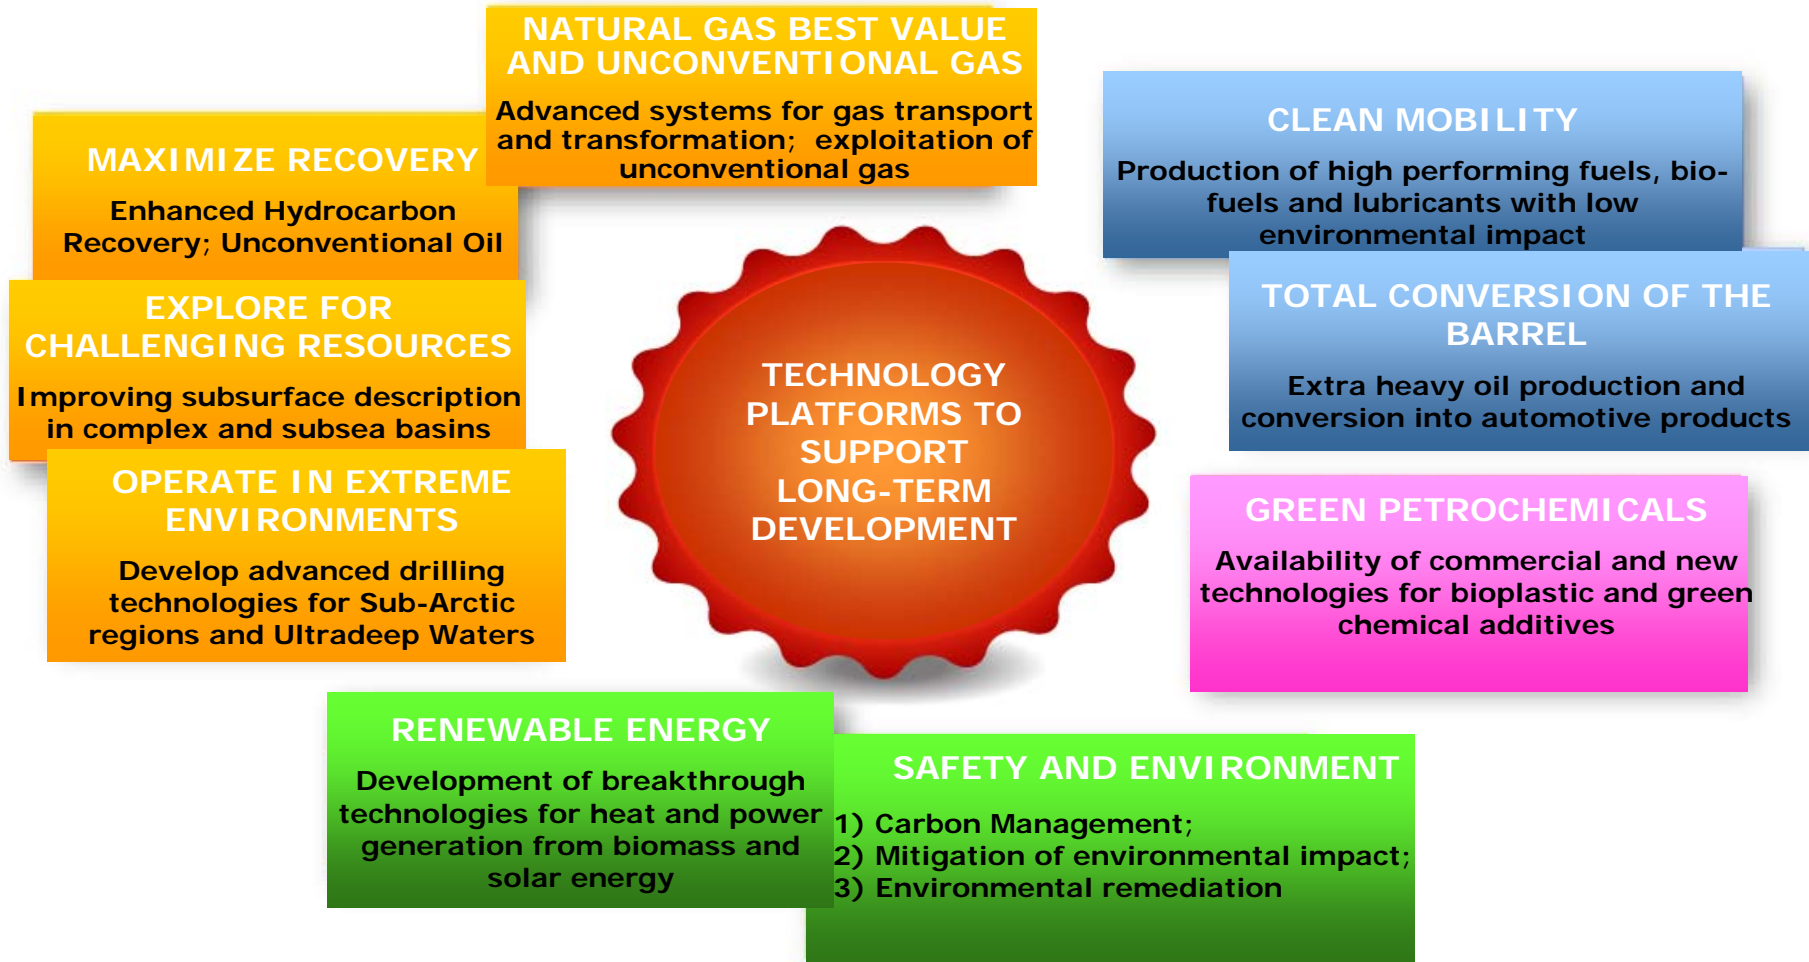 NATURAL GAS BEST VALUE
AND UNCONVENTIONAL GAS
Advanced systems for gas transport
and transformation;  exploitation of
unconventional gas
MAXIMIZE RECOVERY
Enhanced Hydrocarbon
Recovery; Unconventional Oil
EXPLORE FOR
CHALLENGING RESOURCES
Improving subsurface description
in complex and subsea basins
OPERATE IN EXTREME
ENVIRONMENTS
Develop advanced drilling
technologies for Sub-Arctic
regions and Ultradeep Waters
TECHNOLOGY
PLATFORMS TO
SUPPORT
LONG-TERM
DEVELOPMENT
CLEAN MOBILITY
Production of high performing fuels, bio-
fuels and lubricants with low
environmental impact
TOTAL CONVERSION OF THE
BARREL
Extra heavy oil production and
conversion into automotive products
GREEN PETROCHEMICALS
Availability of commercial and new
technologies for bioplastic and green
chemical additives
RENEWABLE ENERGY
Development of breakthrough
technologies for heat and power
generation from biomass and
solar energy
SAFETY AND ENVIRONMENT
1) Carbon Management;
2) Mitigation of environmental impact;
3) Environmental remediation